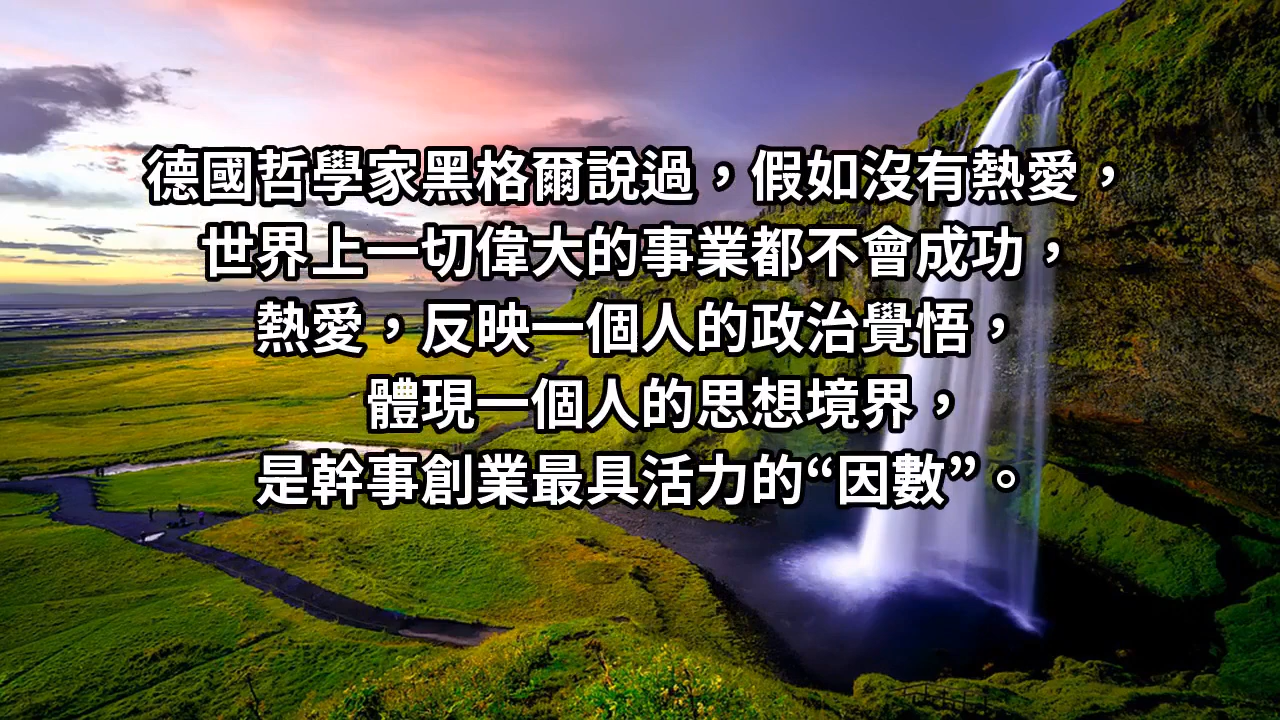 德國哲學家黑格爾說過，假如沒有熱愛，
世界上一切偉大的事業都不會成功，
熱愛，反映一個人的政治覺悟，
體現一個人的思想境界，
是幹事創業最具活力的“因數”。